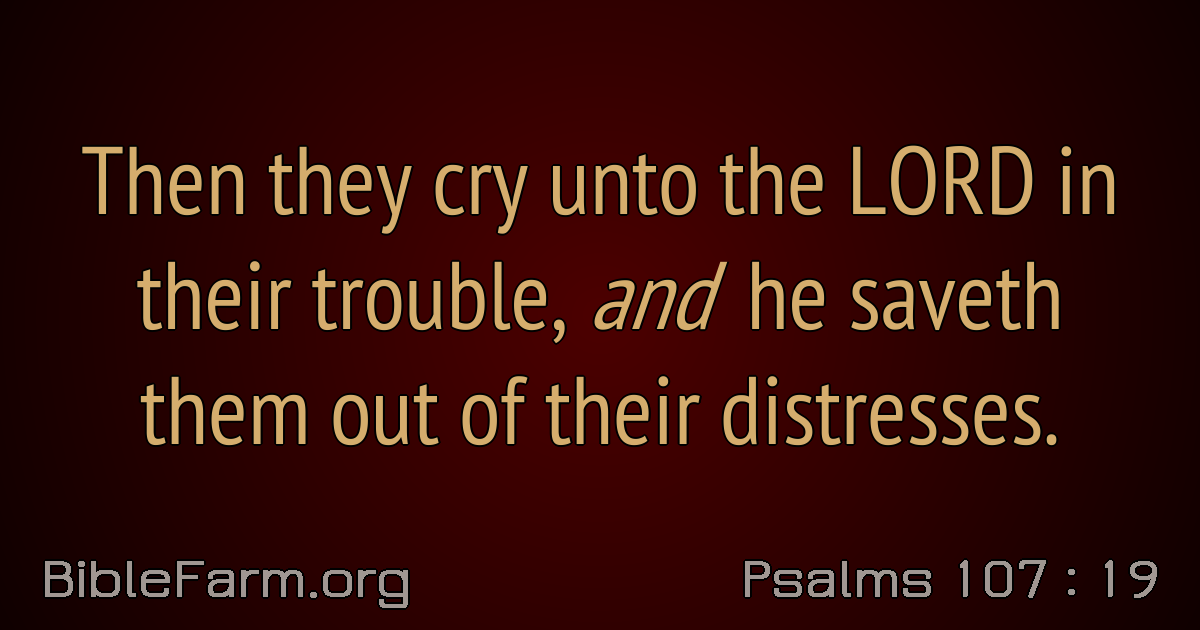 Then they cry unto the LORD in
their trouble, and he saveth
them out of their distresses.
BibleFarm.org
Psalms 107 : 19